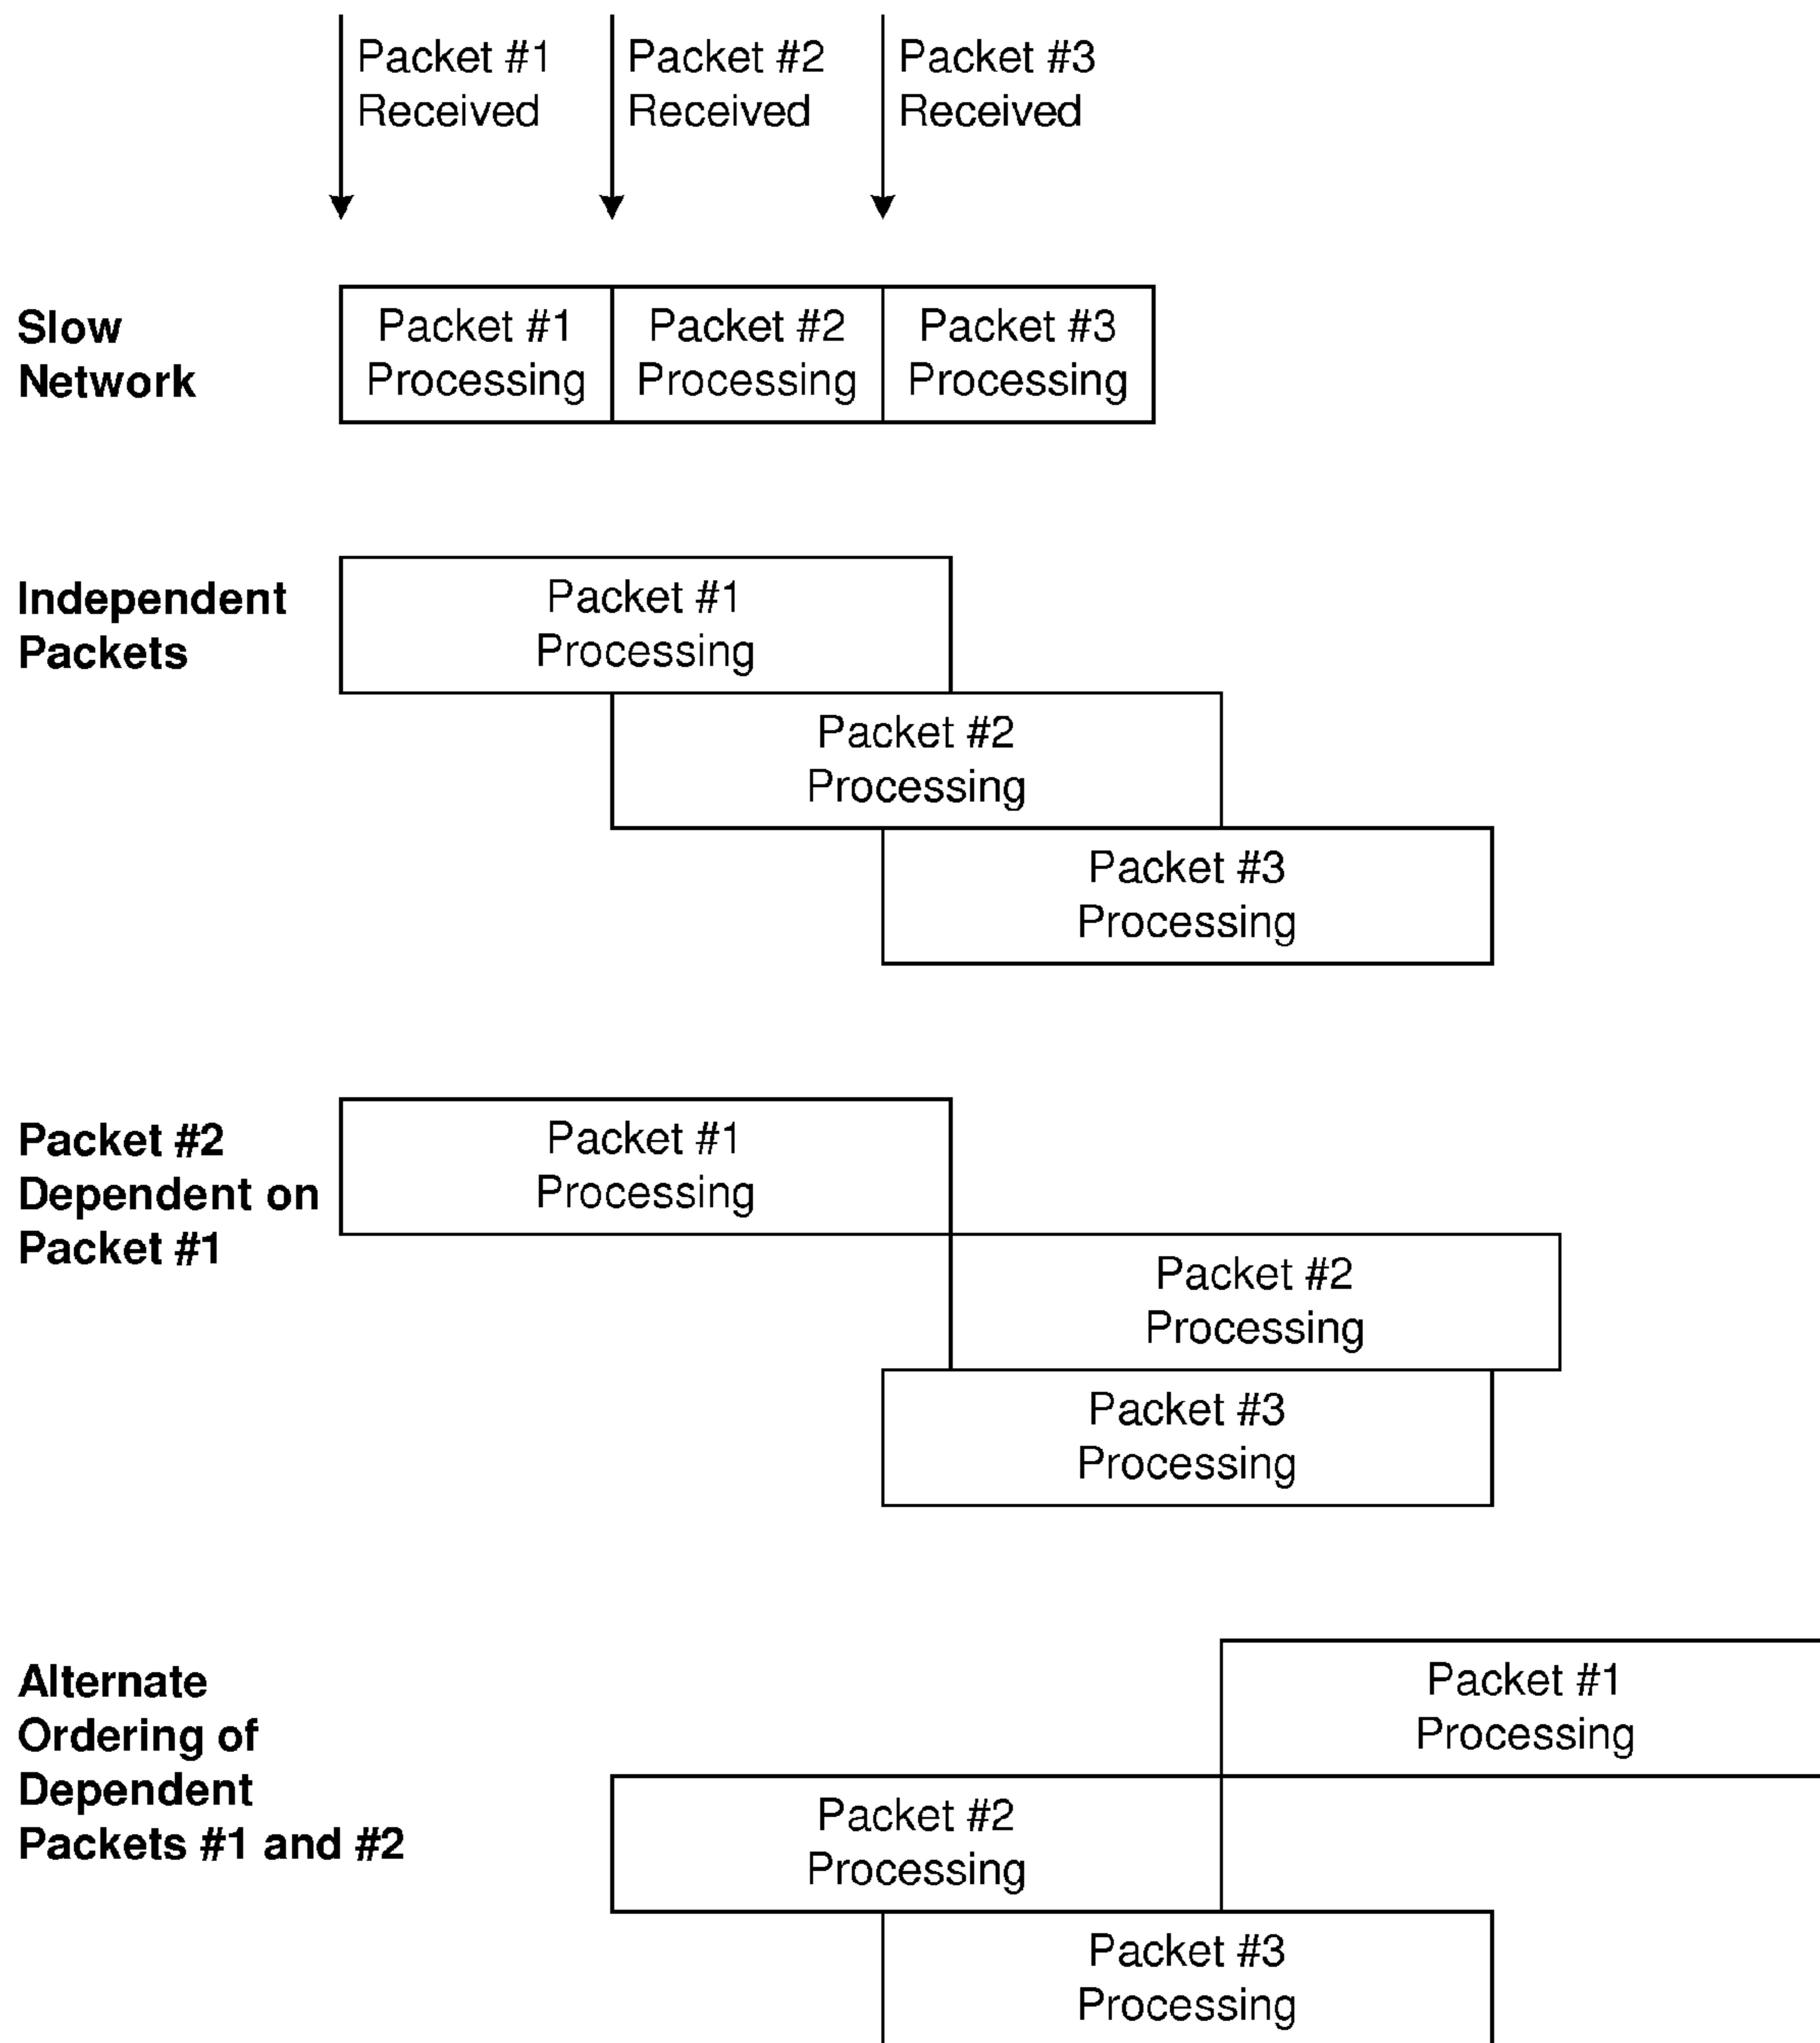 Packet #1
Received
Packet #2
Received
Packet #3
Received
Slow
Network
Packet #1
Processing
Packet #2
Processing
Packet #3
Processing
Independent
Packets
Packet #1
Processing
Packet #2
Processing
Packet #3
Processing
Packet #2
Dependent on
Packet #1
Packet #1
Processing
Packet #2
Processing
Packet #3
Processing
Alternate
Ordering of
Dependent
Packets #1 and #2
Packet #1
Processing
Packet #2
Processing
Packet #3
Processing